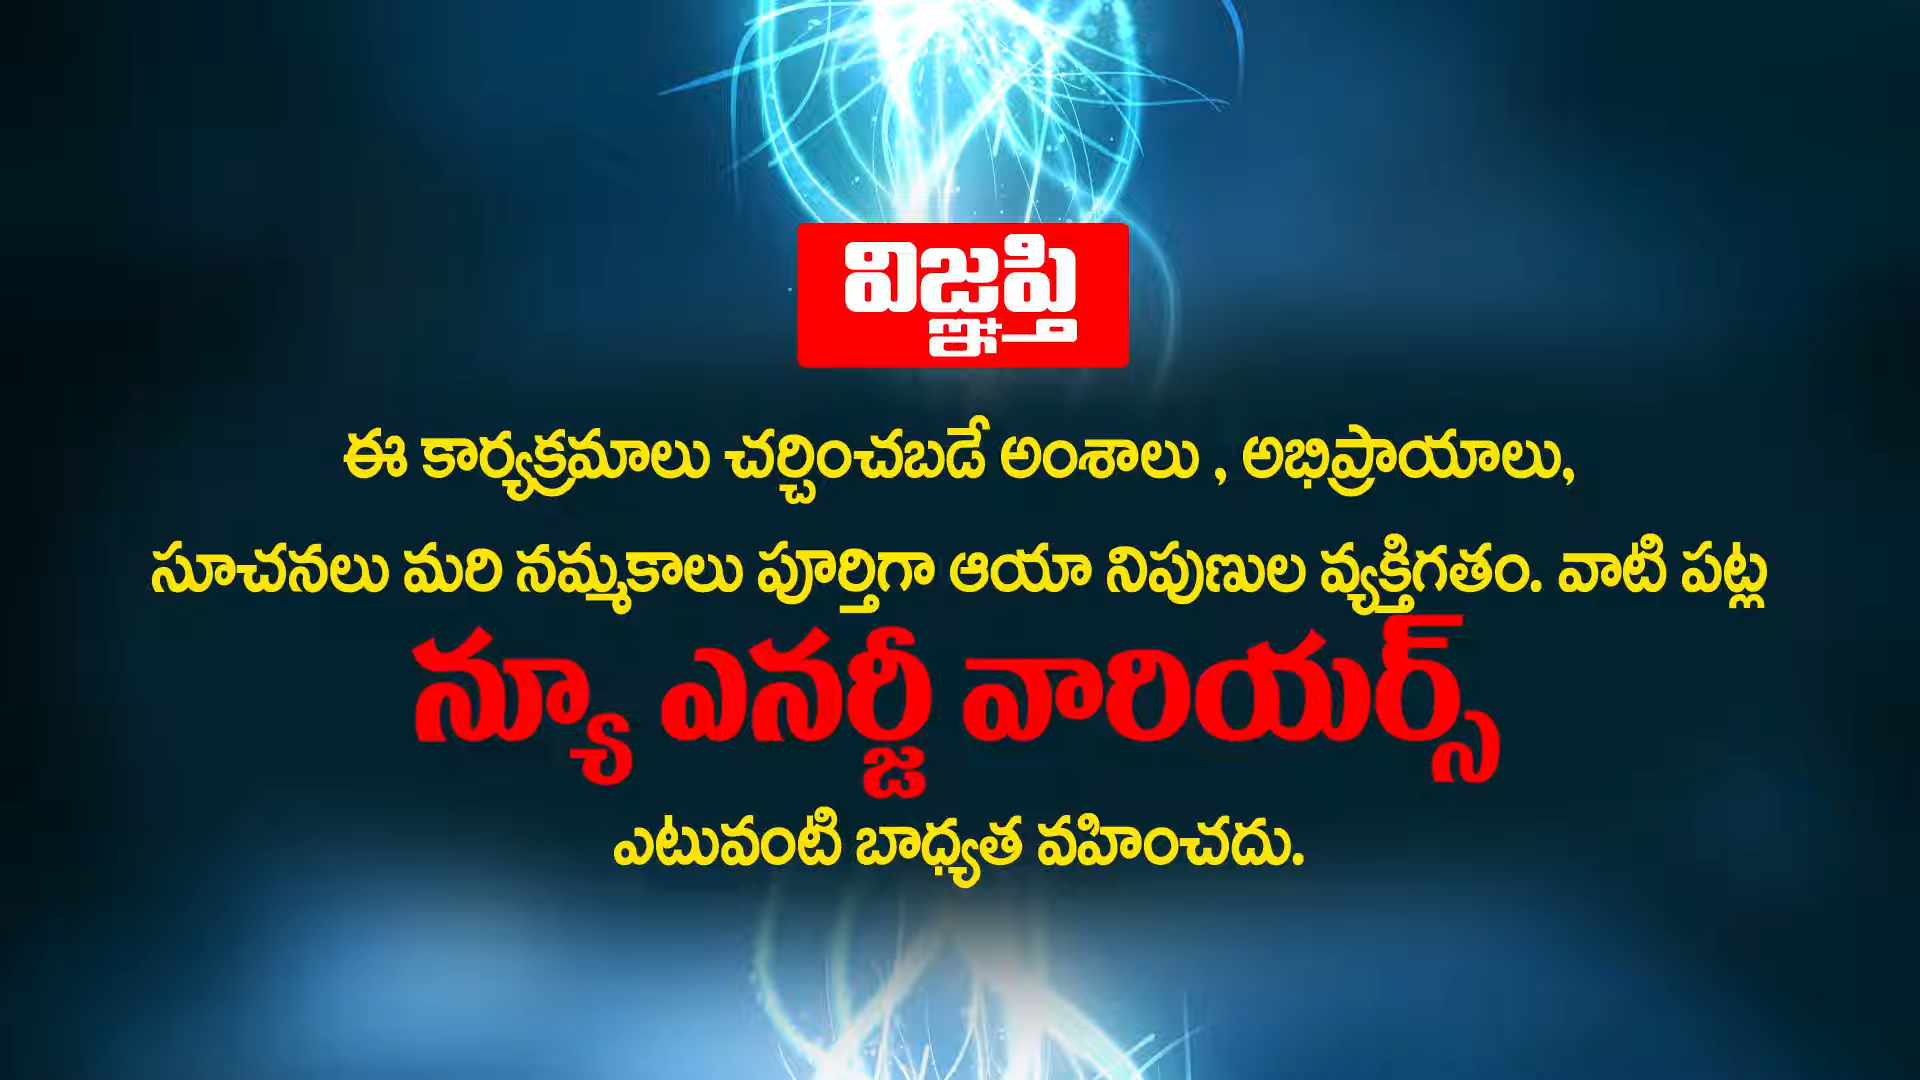 విజ్ఞప్తి
ఈ కార్యక్రమాలు చర్చించబడే అంశాలు , అభిప్రాయాలు,
సూచనలు మరి నమ్మకాలు పూర్తిగా ఆయా నిపుణుల వ్యక్తిగతం. వాటి పట్ల
న్యూ ఎనర్జీ వారియర్స్
ఎటువంటి బాధ్యత వహించదు.